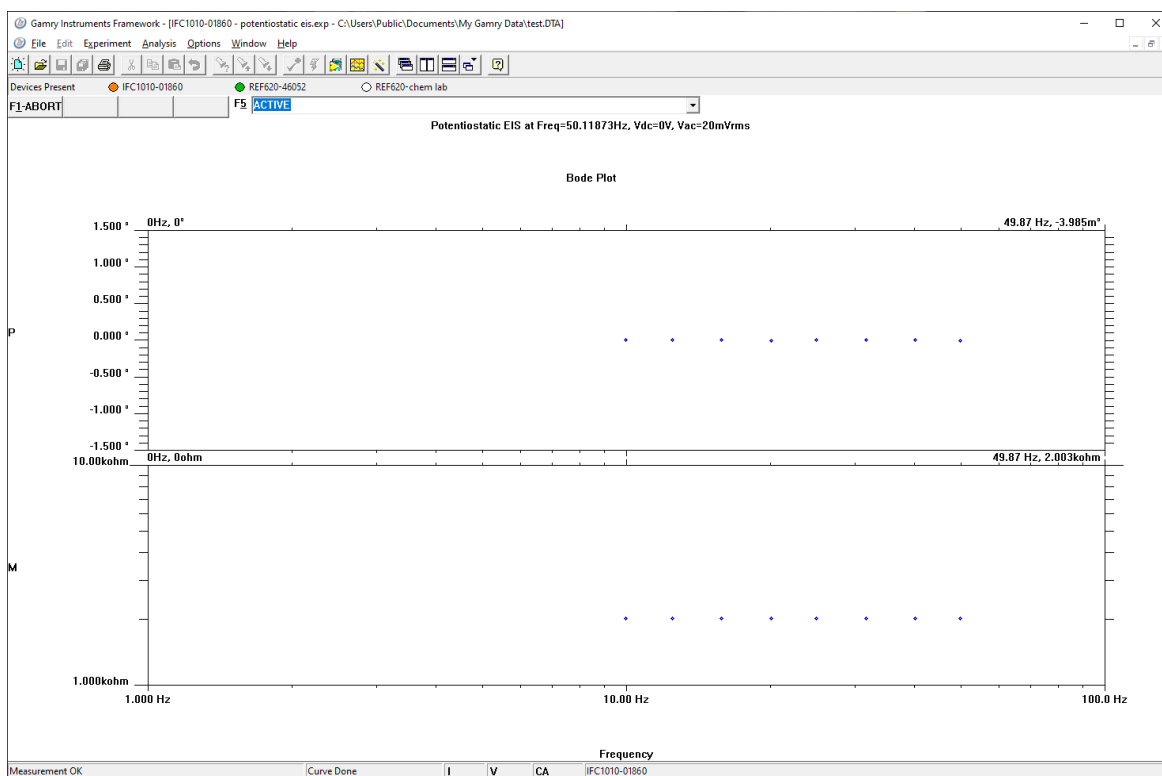 Gamry Instruments Framework - [IFC1010-01860 - potentiostatic eis.exp - C:\Users\Public\Documents\My Gamry Data\test.DTA]
File Edit Experiment Analysis Options Window Help
Devices Present IFC1010-01860 REF620-46052 REF620-chem lab
F1-ABORT F5 ACTIVE
Potentiostatic EIS at Freq=50.11873Hz, Vdc=0V, Vac=20mVrms
Bode Plot
0Hz, 0° 49.87 Hz, -3.985m°
1.500 °
1.000 °
0.500 °
P
0.000 °
-0.500 °
-1.000 °
-1.500 °
0Hz, 0ohm 49.87 Hz, 2.003kohm
10.00kohm
M
1.000kohm
1.000 Hz 10.00 Hz 100.0 Hz
Frequency
Measurement OK Curve Done I V CA IFC1010-01860